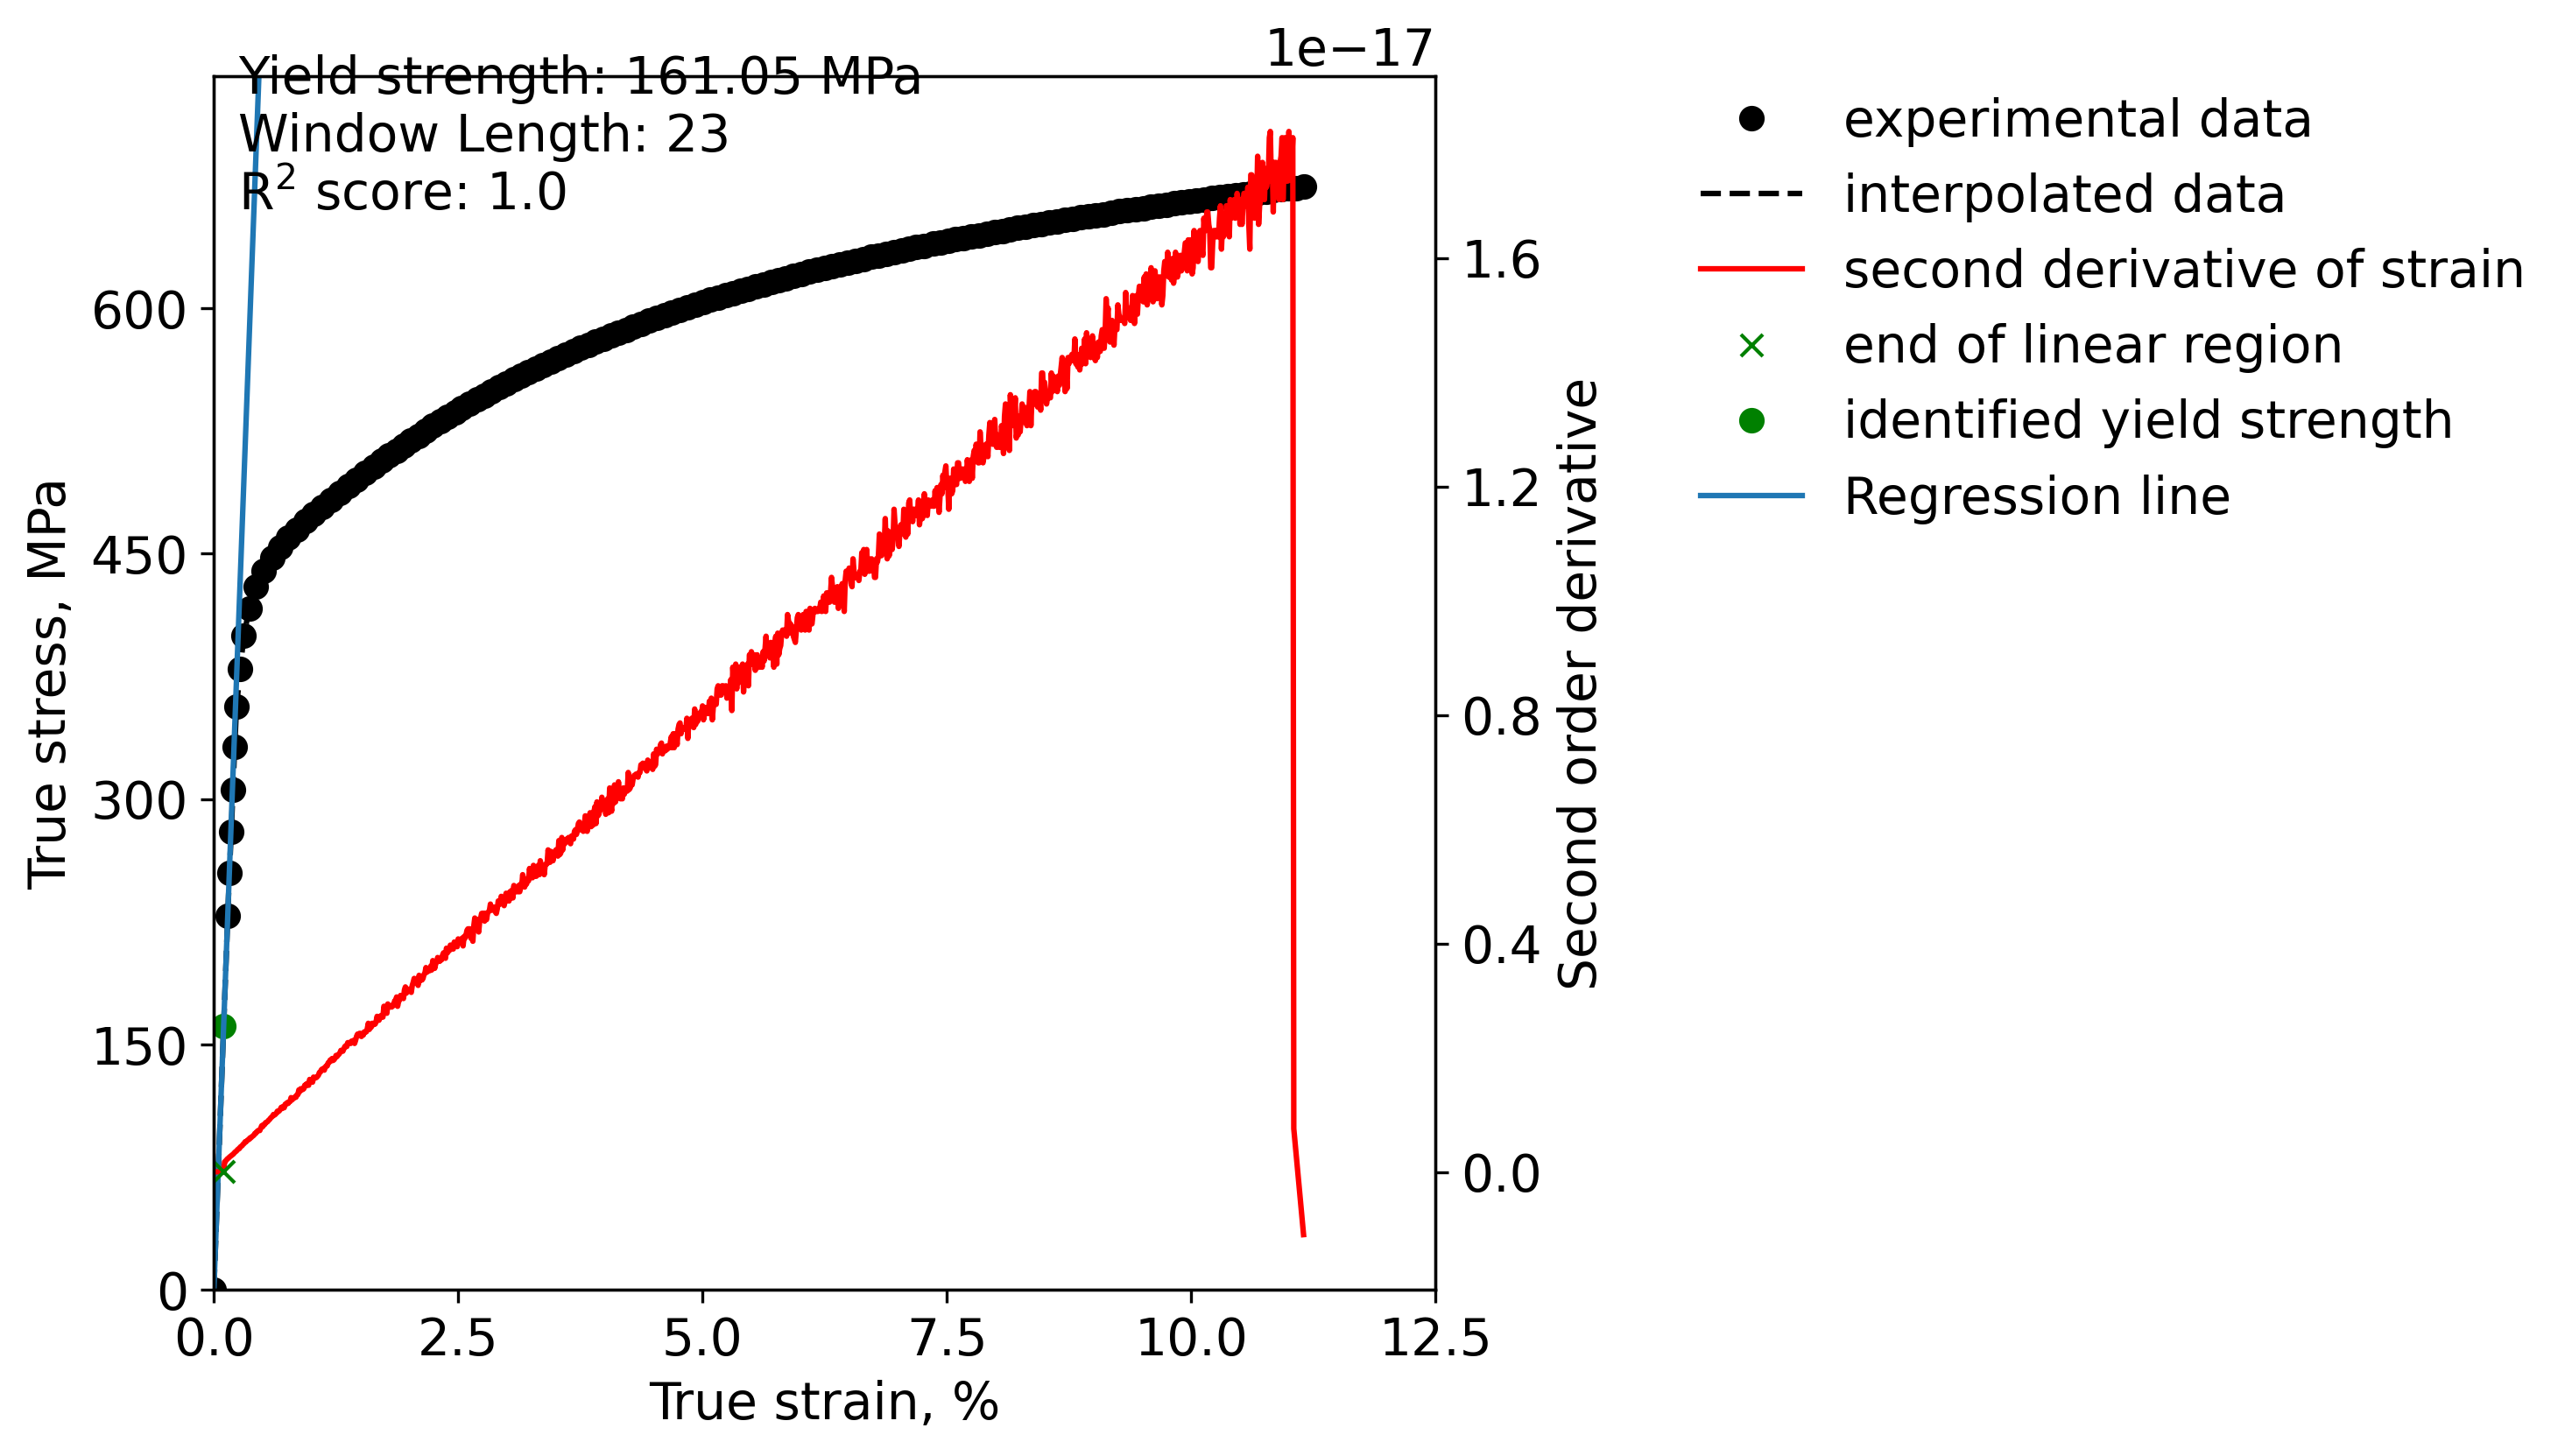 1e−17
Yield strength: 161.05 MPa
Window Length: 23
R² score: 1.0
True stress, MPa
600
450
300
150
0
0.0
2.5
5.0
7.5
10.0
12.5
True strain, %
1.6
1.2
0.8
0.4
0.0
Second order derivative
experimental data
interpolated data
second derivative of strain
end of linear region
identified yield strength
Regression line